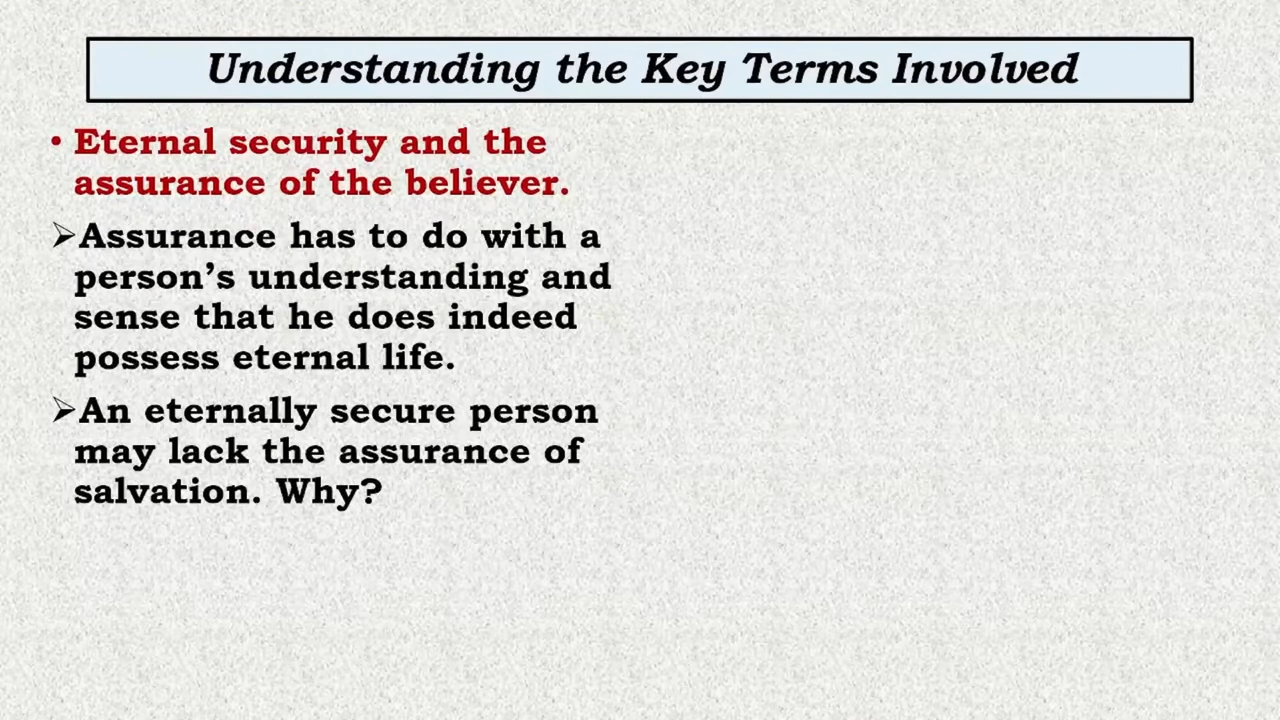 Understanding the Key Terms Involved
• Eternal security and the
assurance of the believer.
➢Assurance has to do with a
person’s understanding and
sense that he does indeed
possess eternal life.
➢An eternally secure person
may lack the assurance of
salvation. Why?